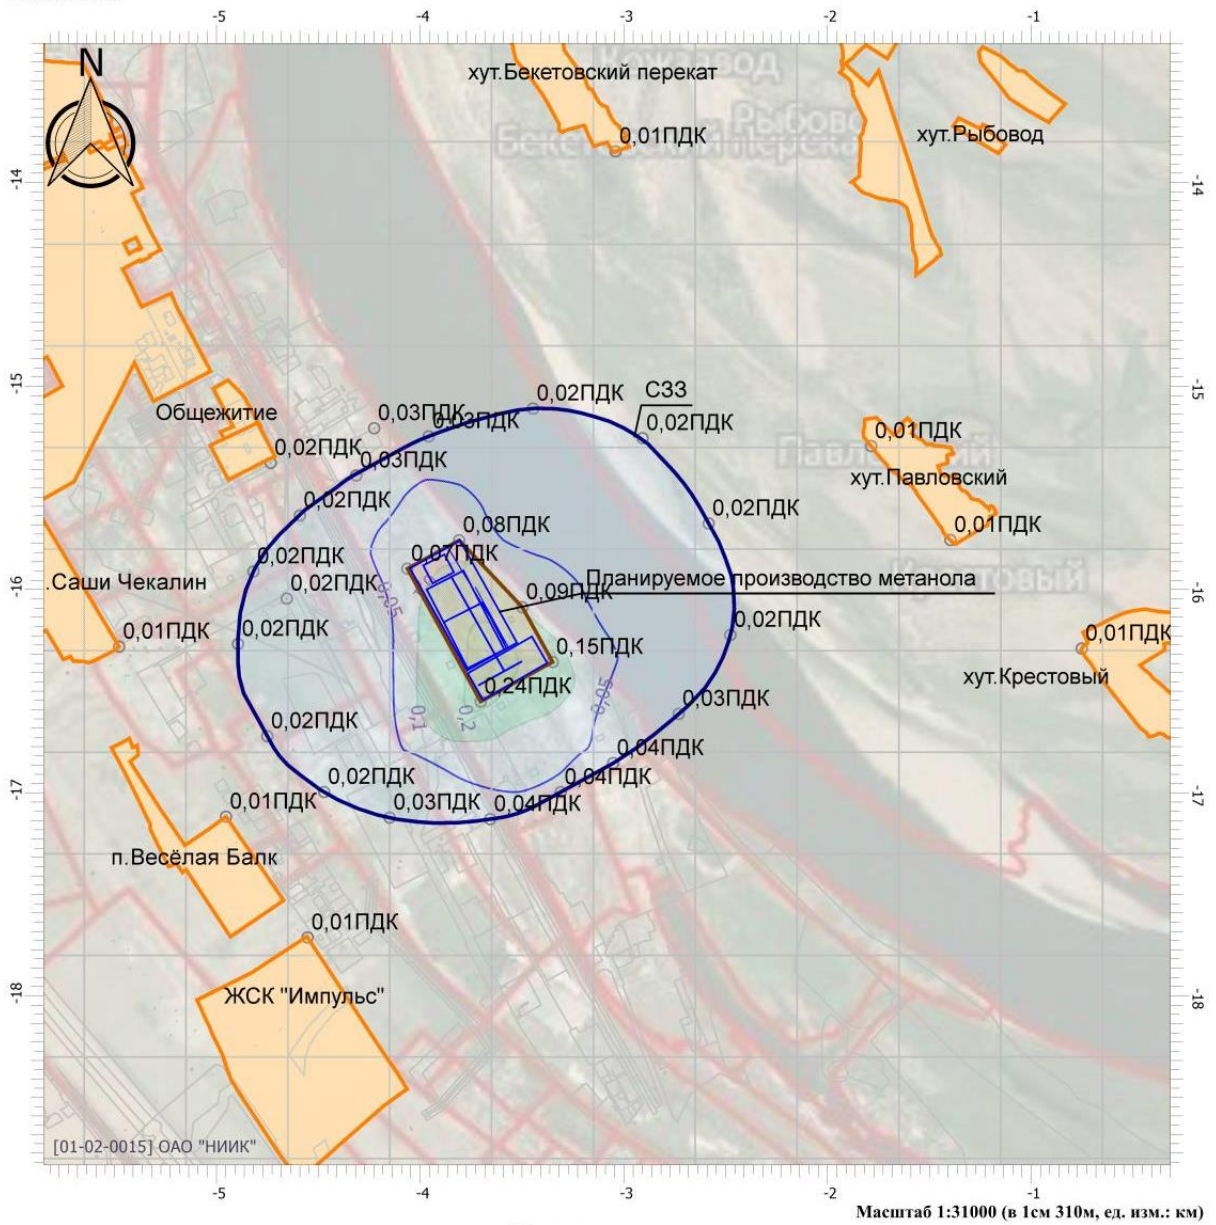 -5 -4 -3 -2 -1
N
Кожзавод
хут.Бекетовский перекат
0,01ПДК
хут.Рыбовод
-14 -14
-15 -15
0,02ПДК
СЗЗ
0,03ПДК
0,03ПДК
0,02ПДК
Общежитие
0,02ПДК
0,03ПДК
0,01ПДК
хут.Павловский
0,02ПДК
0,02ПДК
0,01ПДК
0,08ПДК
0,02ПДК
0,07ПДК
.Саши Чекалин
0,02ПДК
0,05
0,09ПДК
Планируемое производство метанола
-16 -16
Крестовый
0,01ПДК
0,02ПДК
0,02ПДК
0,15ПДК
0,01ПДК
хут.Крестовый
0,24ПДК
0,05
0,1
0,2
0,03ПДК
0,02ПДК
0,04ПДК
0,02ПДК
0,04ПДК
-17 -17
0,01ПДК
0,03ПДК
0,04ПДК
п.Весёлая Балк
0,01ПДК
ЖСК "Импульс"
-18 -18
[01-02-0015] ОАО "НИИК"
-5 -4 -3 -2 -1
Масштаб 1:31000 (в 1см 310м, ед. изм.: км)